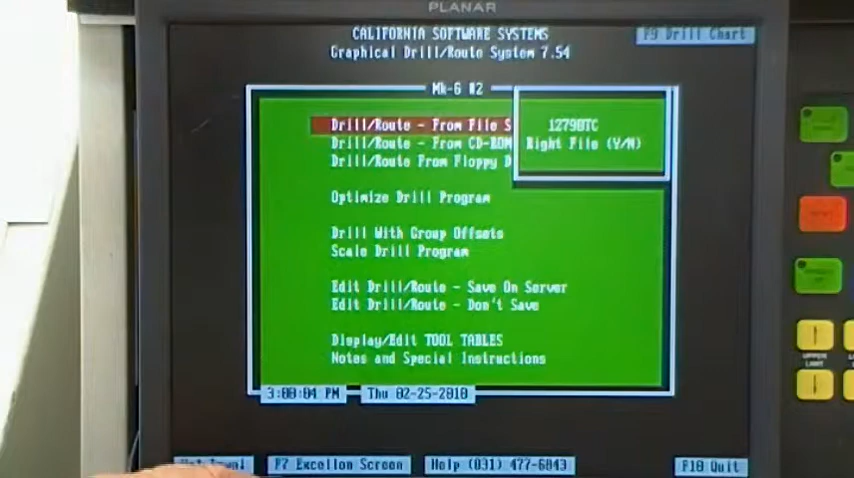 PLANAR
CALIFORNIA SOFTWARE SYSTEMS
Graphical Drill/Route System 7.54
F9 Drill Chart
Mk-6 #2
Drill/Route - From File S
Drill/Route - From CD-ROM
Drill/Route From Floppy D
1279BTC
Right File (Y/N)
Optimize Drill Program
Drill With Group Offsets
Scale Drill Program
Edit Drill/Route - Save On Server
Edit Drill/Route - Don't Save
Display/Edit TOOL TABLES
Notes and Special Instructions
3:00:04 PM
Thu 02-25-2010
F7 Excellon Screen
Help (031) 477-6843
F10 Quit
UPPER
LIMIT